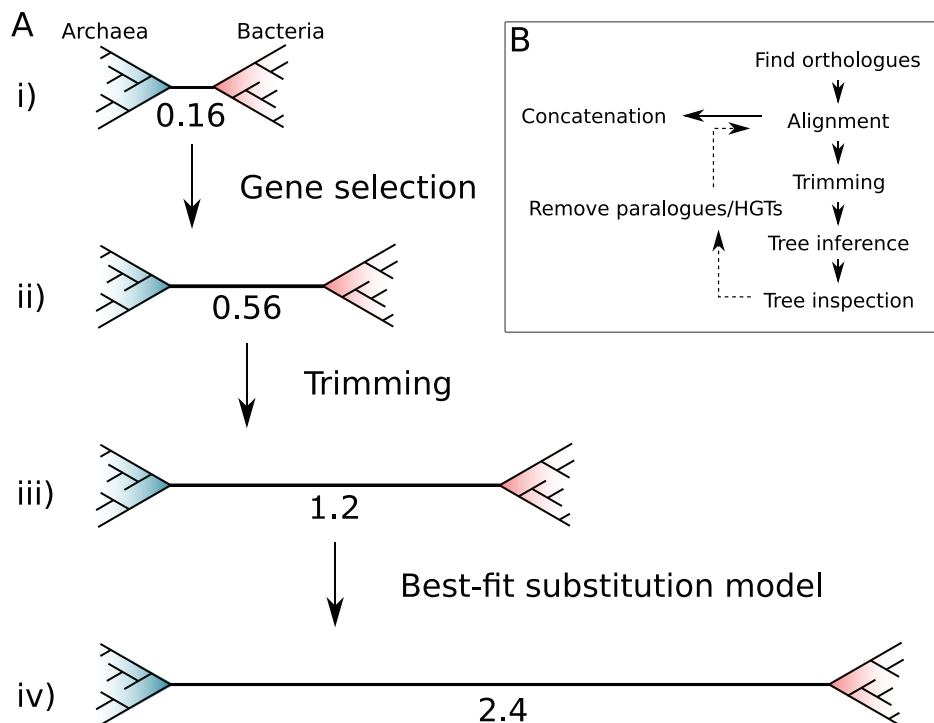 A
Archaea
Bacteria
i)
0.16
Gene selection
ii)
0.56
Trimming
iii)
1.2
Best-fit substitution model
iv)
2.4
B
Find orthologues
Concatenation
Alignment
Trimming
Remove paralogues/HGTs
Tree inference
Tree inspection